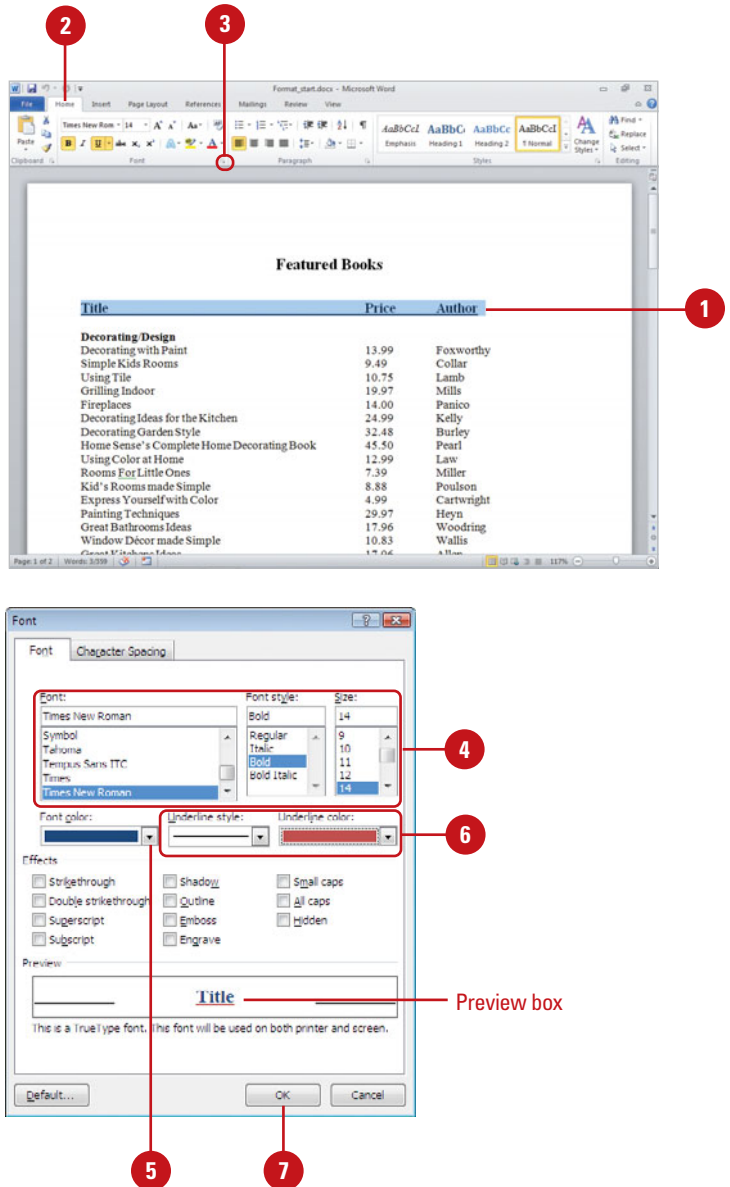 2
3
Format_start.docx - Microsoft Word
File Home Insert Page Layout References Mailings Review View
Times New Rom 14
AaBbCcI AaBbC AaBbCc AaBbCcI
Find
Replace
Select
Paste
Emphasis Heading 1 Heading 2 ¶ Normal
Change Styles
Clipboard Font Paragraph Styles Editing
Featured Books
Title Price Author
1
Decorating/Design
Decorating with Paint 13.99 Foxworthy
Simple Kids Rooms 9.49 Collar
Using Tile 10.75 Lamb
Grilling Indoor 19.97 Mills
Fireplaces 14.00 Panico
Decorating Ideas for the Kitchen 24.99 Kelly
Decorating Garden Style 32.48 Burley
Home Sense's Complete Home Decorating Book 45.50 Pearl
Using Color at Home 12.99 Law
Rooms For Little Ones 7.39 Miller
Kid's Rooms made Simple 8.88 Poulson
Express Yourself with Color 4.99 Cartwright
Painting Techniques 29.97 Heyn
Great Bathrooms Ideas 17.96 Woodring
Window Décor made Simple 10.83 Wallis
Page: 1 of 2 Words: 3/559 117%
Font
Font Character Spacing
Font: Font style: Size:
Times New Roman Bold 14
Symbol Regular 9
Tahoma Italic 10
Tempus Sans ITC Bold 11
Times Bold Italic 12
Times New Roman 14
4
Font color: Underline style: Underline color:
6
Effects
Strikethrough Shadow Small caps
Double strikethrough Outline All caps
Superscript Emboss Hidden
Subscript Engrave
Preview
Title
Preview box
This is a TrueType font. This font will be used on both printer and screen.
Default... OK Cancel
5
7